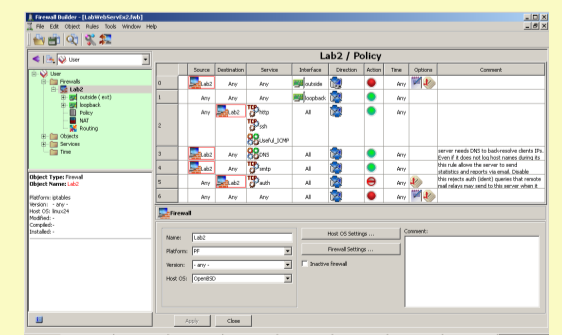 Firewall Builder - [LabWebServEx2.fwb]
File Edit Object Rules Tools Window Help
User
Lab2 / Policy
User
Firewalls
Lab2
outside ( ext)
loopback
Policy
NAT
Routing
Objects
Services
Time
Source Destination Service Interface Direction Action Time Options Comment
0 Lab2 Any Any outside Any
1 Any Any Any loopback Any
2 Any Lab2 http All Any
ssh
Useful_ICMP
3 Lab2 Any DNS All Any server needs DNS to back-resolve clients IPs.
Even if it does not log host names during its
4 Lab2 Any smtp All Any this rule allows the server to send
statistics and reports via email. Disable
5 Any Lab2 auth All Any this rejects auth (ident) queries that remote
mail relays may send to this server when it
6 Any Any Any All Any
Object Type: Firewall
Object Name: Lab2
Platform: iptables
Version: - any -
Host OS: linux24
Modified: -
Compiled: -
Installed: -
Firewall
Name: Lab2
Platform: PF
Version: - any -
Host OS: OpenBSD
Host OS Settings ...
Firewall Settings ...
Inactive firewall
Comment:
Apply Close